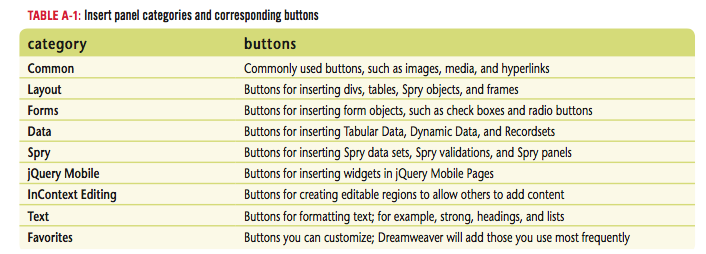 TABLE A-1: Insert panel categories and corresponding buttons
category buttons
Common Commonly used buttons, such as images, media, and hyperlinks
Layout Buttons for inserting divs, tables, Spry objects, and frames
Forms Buttons for inserting form objects, such as check boxes and radio buttons
Data Buttons for inserting Tabular Data, Dynamic Data, and Recordsets
Spry Buttons for inserting Spry data sets, Spry validations, and Spry panels
jQuery Mobile Buttons for inserting widgets in jQuery Mobile Pages
InContext Editing Buttons for creating editable regions to allow others to add content
Text Buttons for formatting text; for example, strong, headings, and lists
Favorites Buttons you can customize; Dreamweaver will add those you use most frequently